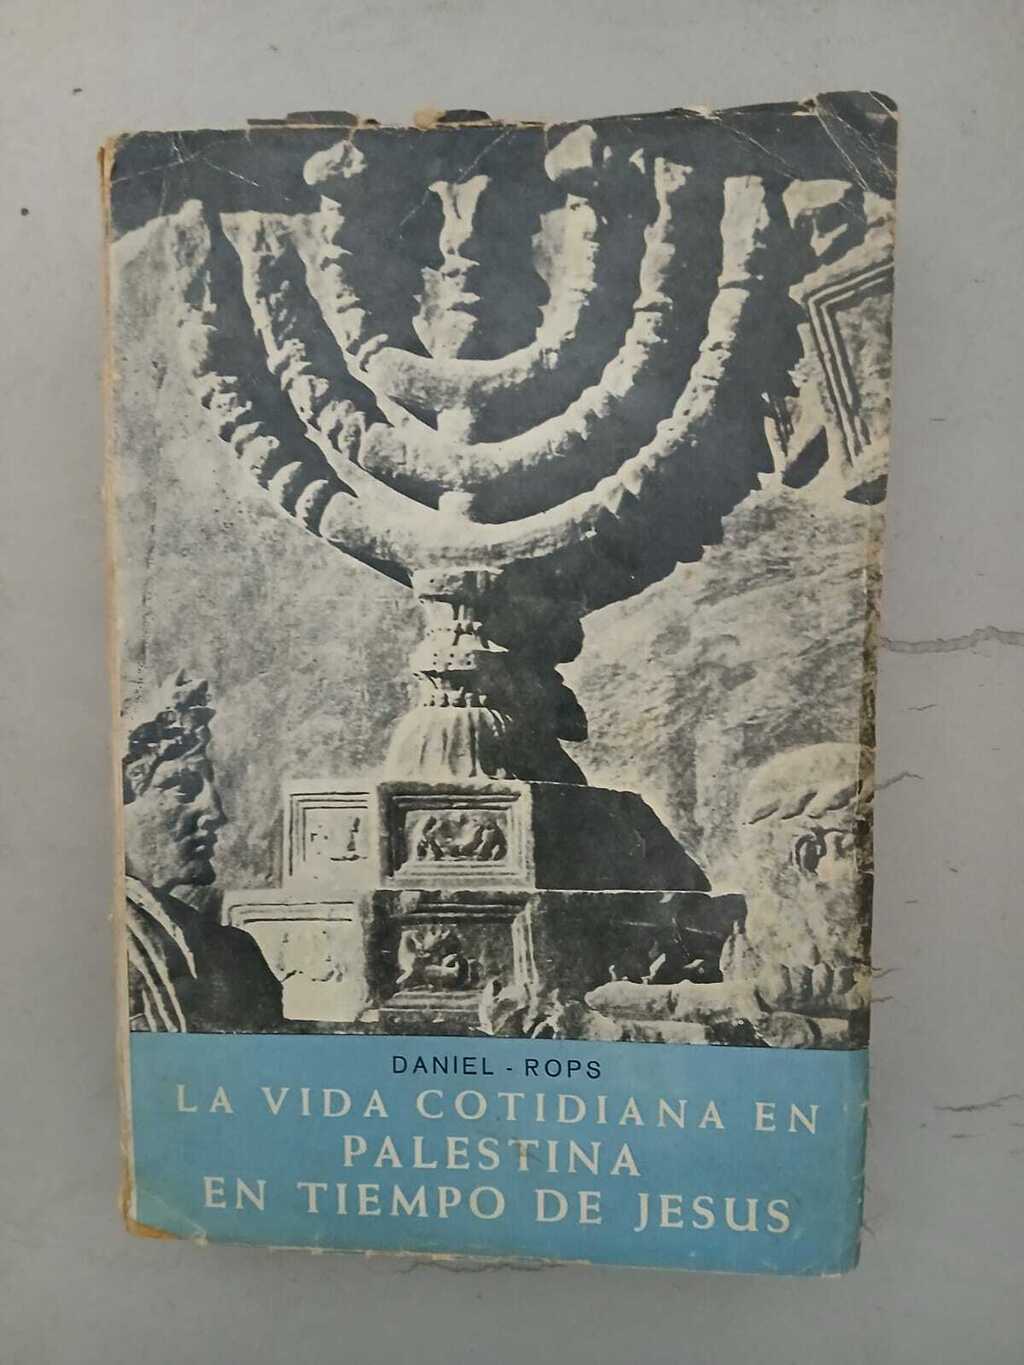 DANIEL - ROPS
LA VIDA COTIDIANA EN
PALESTINA
EN TIEMPO DE JESUS